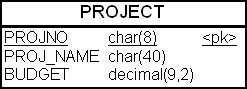 PROJECT
PROJNO char(8) <pk>
PROJ_NAME char(40)
BUDGET decimal(9,2)